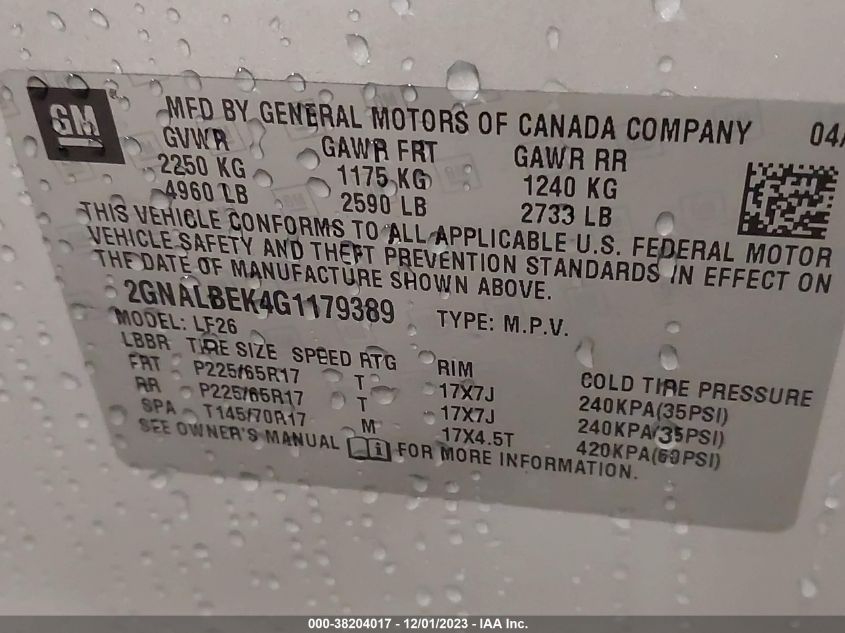 GM
MFD BY GENERAL MOTORS OF CANADA COMPANY 04/
GVWR GAWR FRT GAWR RR
2250 KG 1175 KG 1240 KG
4960 LB 2590 LB 2733 LB
THIS VEHICLE CONFORMS TO ALL APPLICABLE U.S. FEDERAL MOTOR
VEHICLE SAFETY AND THEFT PREVENTION STANDARDS IN EFFECT ON
THE DATE OF MANUFACTURE SHOWN ABOVE.
2GNALBEK4G1179389 TYPE: M.P.V.
MODEL: LF26
LBBR TIRE SIZE SPEED RTG RIM COLD TIRE PRESSURE
FRT P225/65R17 T 17X7J 240KPA(35PSI)
RR P225/65R17 T 17X7J 240KPA(35PSI)
SPA T145/70R17 M 17X4.5T 420KPA(60PSI)
SEE OWNER'S MANUAL i FOR MORE INFORMATION.
000-38204017 - 12/01/2023 - IAA Inc.